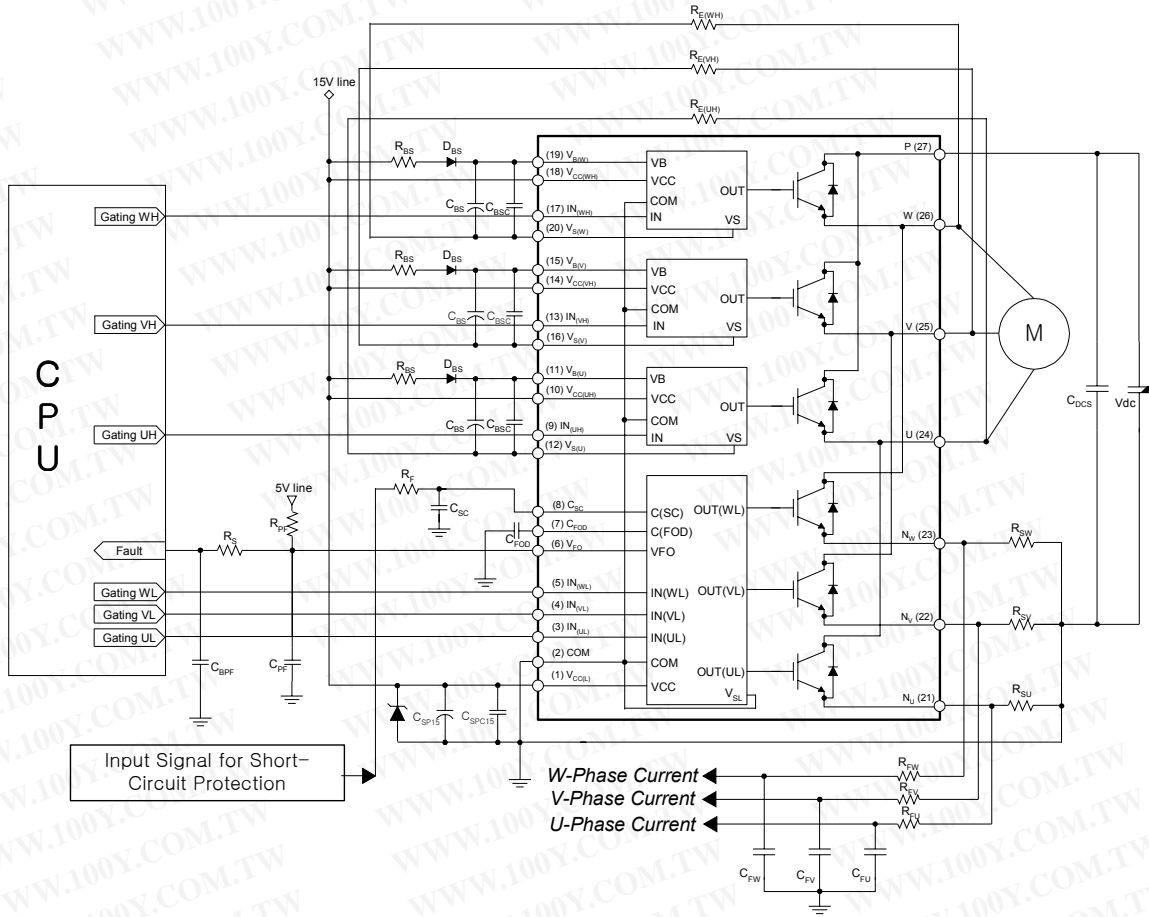 R_E(WH)
R_E(VH)
R_E(UH)
15V line
R_BS
D_BS
C_BS
C_BSC
(19) V_B(W)
(18) V_CC(WH)
(17) IN_(WH)
(20) V_S(W)
VB
VCC
COM
IN
OUT
VS
P (27)
W (26)
Gating WH
R_BS
D_BS
C_BS
C_BSC
(15) V_B(V)
(14) V_CC(VH)
(13) IN_(VH)
(16) V_S(V)
VB
VCC
COM
IN
OUT
VS
V (25)
M
Gating VH
CPU
R_BS
D_BS
C_BS
C_BSC
(11) V_B(U)
(10) V_CC(UH)
(9) IN_(UH)
(12) V_S(U)
VB
VCC
COM
IN
OUT
VS
U (24)
C_DCS
Vdc
Gating UH
R_F
C_SC
5V line
R_PF
R_S
C_FOD
Fault
Gating WL
Gating VL
Gating UL
C_BPF
C_PF
(8) C_SC
(7) C_FOD
(6) V_FO
(5) IN_(WL)
(4) IN_(VL)
(3) IN_(UL)
(2) COM
(1) V_CC(L)
C(SC)
C(FOD)
VFO
IN(WL)
IN(VL)
IN(UL)
COM
VCC
OUT(WL)
OUT(VL)
OUT(UL)
V_SL
N_W (23)
N_V (22)
N_U (21)
R_SW
R_SV
R_SU
C_SP15
C_SPC15
Input Signal for Short-
Circuit Protection
W-Phase Current
V-Phase Current
U-Phase Current
R_FW
R_FV
R_FU
C_FW
C_FV
C_FU
WWW.100Y.COM.TW